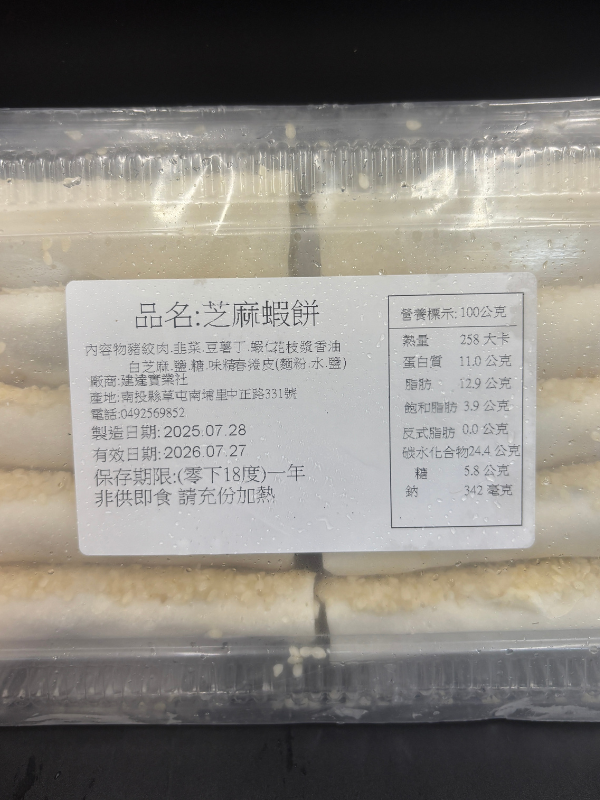 品名:芝麻蝦餅
內容物豬絞肉.韭菜.豆薯丁.蝦仁花枝漿香油
白芝麻.鹽.糖.味精春捲皮(麵粉.水.鹽)
廠商:建達實業社
產地:南投縣草屯南埔里中正路331號
電話:0492569852
製造日期:2025.07.28
有效日期:2026.07.27
保存期限:(零下18度)一年
非供即食 請充份加熱
營養標示:100公克
熱量 258 大卡
蛋白質 11.0 公克
脂肪 12.9 公克
飽和脂肪 3.9 公克
反式脂肪 0.0 公克
碳水化合物24.4 公克
糖 5.8 公克
鈉 342 毫克